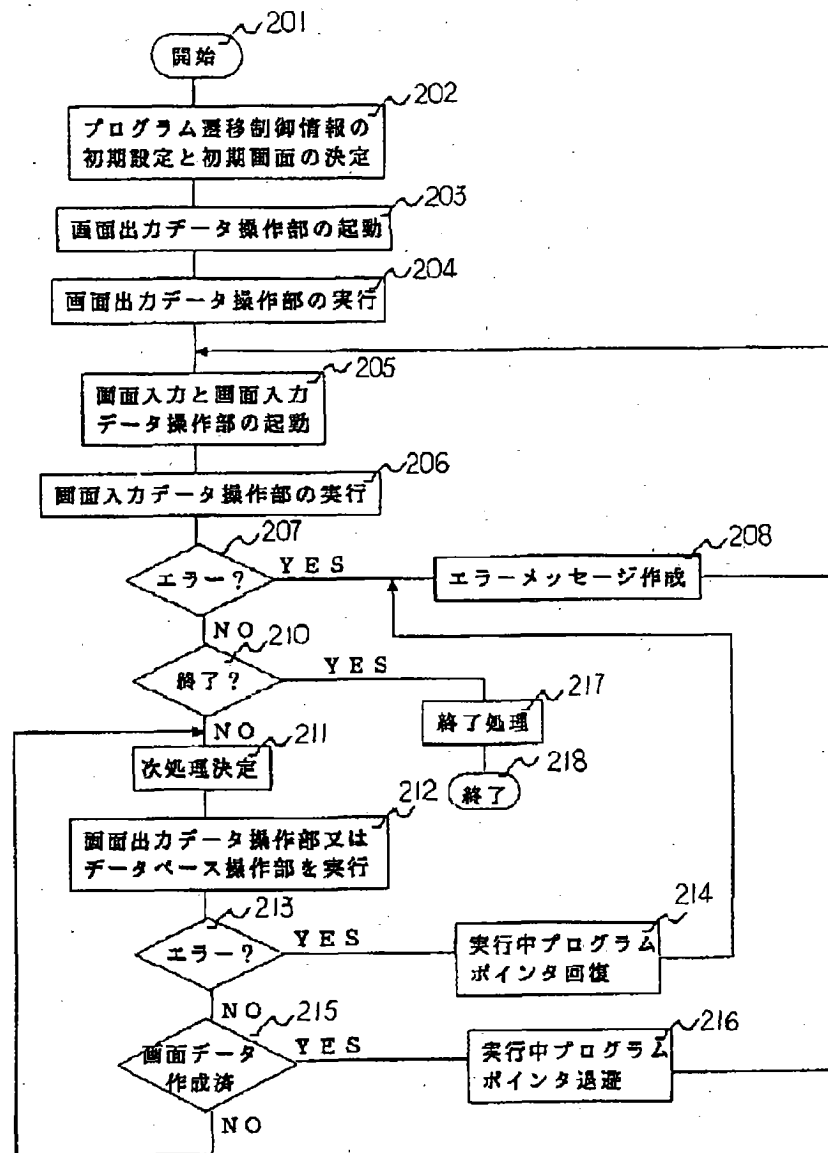 201
開始
202
プログラム遷移制御情報の
初期設定と初期画面の決定
203
画面出力データ操作部の起動
204
画面出力データ操作部の実行
205
画面入力と画面入力
データ操作部の起動
206
画面入力データ操作部の実行
207
エラー?
YES
208
エラーメッセージ作成
NO
210
終了?
YES
217
終了処理
218
終了
NO
211
次処理決定
212
画面出力データ操作部又は
データベース操作部を実行
213
エラー?
YES
214
実行中プログラム
ポインタ回復
NO
215
画面データ
作成済
YES
216
実行中プログラム
ポインタ退避
NO